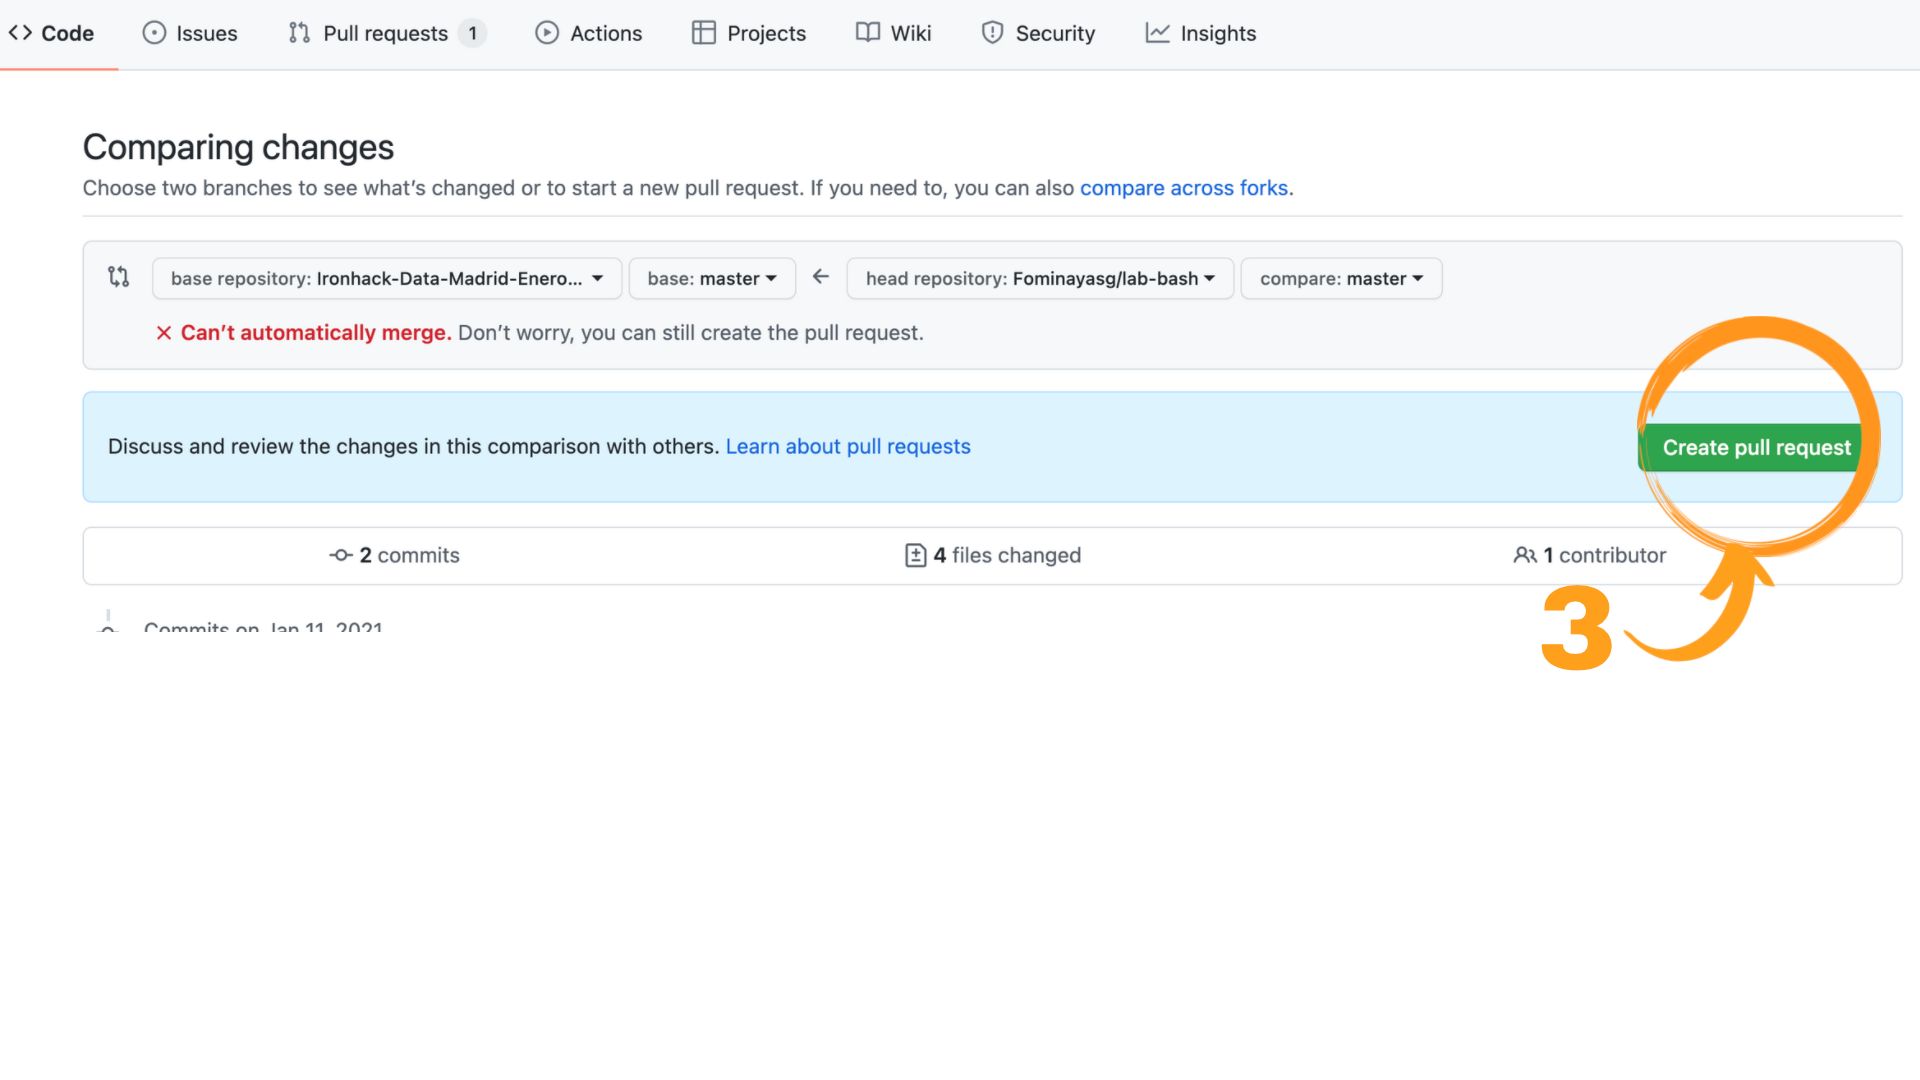 Code Issues Pull requests 1 Actions Projects Wiki Security Insights
Comparing changes
Choose two branches to see what's changed or to start a new pull request. If you need to, you can also compare across forks.
base repository: Ironhack-Data-Madrid-Enero... base: master ← head repository: Fominayasg/lab-bash compare: master
Can't automatically merge. Don't worry, you can still create the pull request.
Discuss and review the changes in this comparison with others. Learn about pull requests Create pull request
2 commits 4 files changed 1 contributor
Commits on Jan 11, 2021
3